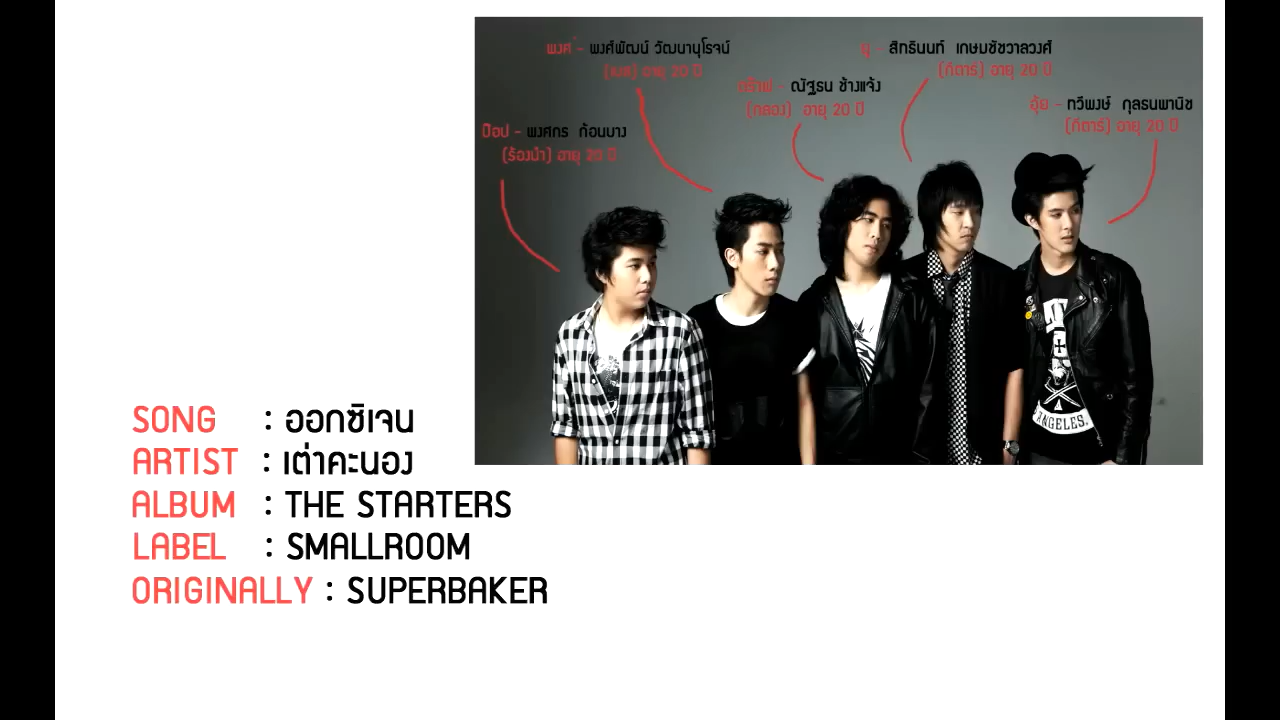 พงศ์ - พงศ์พัฒน์ วัฒนานุโรจน์
(เบส) อายุ 20 ปี
นุ - สิทธินนท์ เกษมชัชวาลวงศ์
(กีตาร์) อายุ 20 ปี
- ณัฐธน ช้างแจ้ง
(กลอง) อายุ 20 ปี
อุ้ย - ทวีพงษ์ กุลธนพานิช
(กีตาร์) อายุ 20 ปี
ป๊อป - พงศกร ก้อนบาง
(ร้องนำ) อายุ 20 ปี
ANGELES.
SONG : ออกซิเจน
ARTIST : เต่าคะนอง
ALBUM : THE STARTERS
LABEL : SMALLROOM
ORIGINALLY : SUPERBAKER